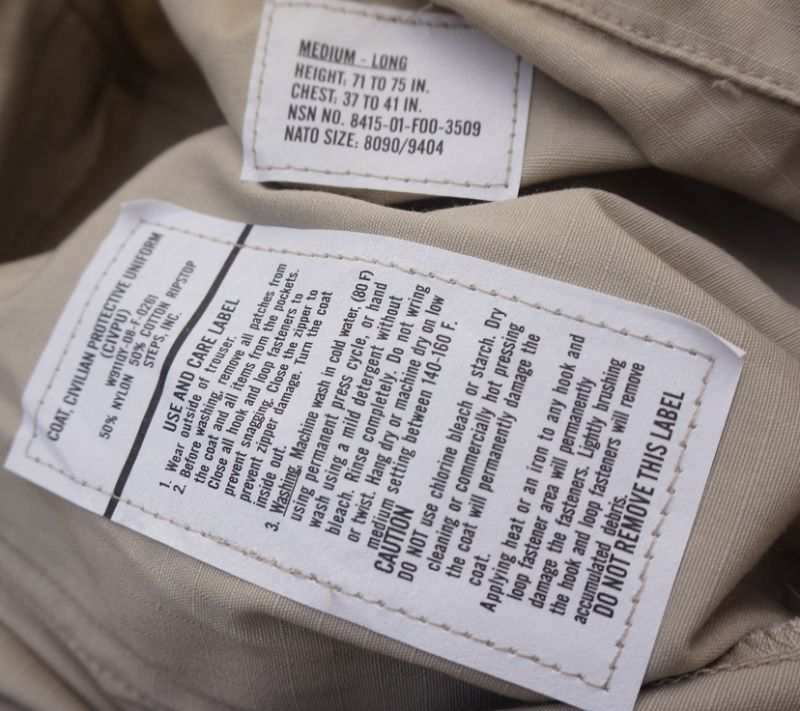 MEDIUM - LONG
HEIGHT: 71 TO 75 IN.
CHEST: 37 TO 41 IN.
NSN NO. 8415-01-F00-3509
NATO SIZE: 8090/9404
COAT, CIVILIAN PROTECTIVE UNIFORM
(CIVPU)
W911QY-08-F-0261
50% NYLON 50% COTTON RIPSTOP
STEPS, INC.
USE AND CARE LABEL
1. Wear outside of trouser.
2. Before washing, remove all patches from
the coat and all items from the pockets.
Close all hook and loop fasteners to
prevent snagging. Close the zipper to
prevent zipper damage. Turn the coat
inside out.
3. Washing. Machine wash in cold water, (80 F)
using permanent press cycle, or hand
wash using a mild detergent without
bleach. Rinse completely. Do not wring
or twist. Hang dry or machine dry on low
medium setting between 140-160 F.
CAUTION
DO NOT use chlorine bleach or starch. Dry
cleaning or commercially hot pressing
the coat will permanently damage the
coat.
Applying heat or an iron to any hook and
loop fastener area will permanently
damage the fasteners. Lightly brushing
the hook and loop fasteners will remove
accumulated debris.
DO NOT REMOVE THIS LABEL